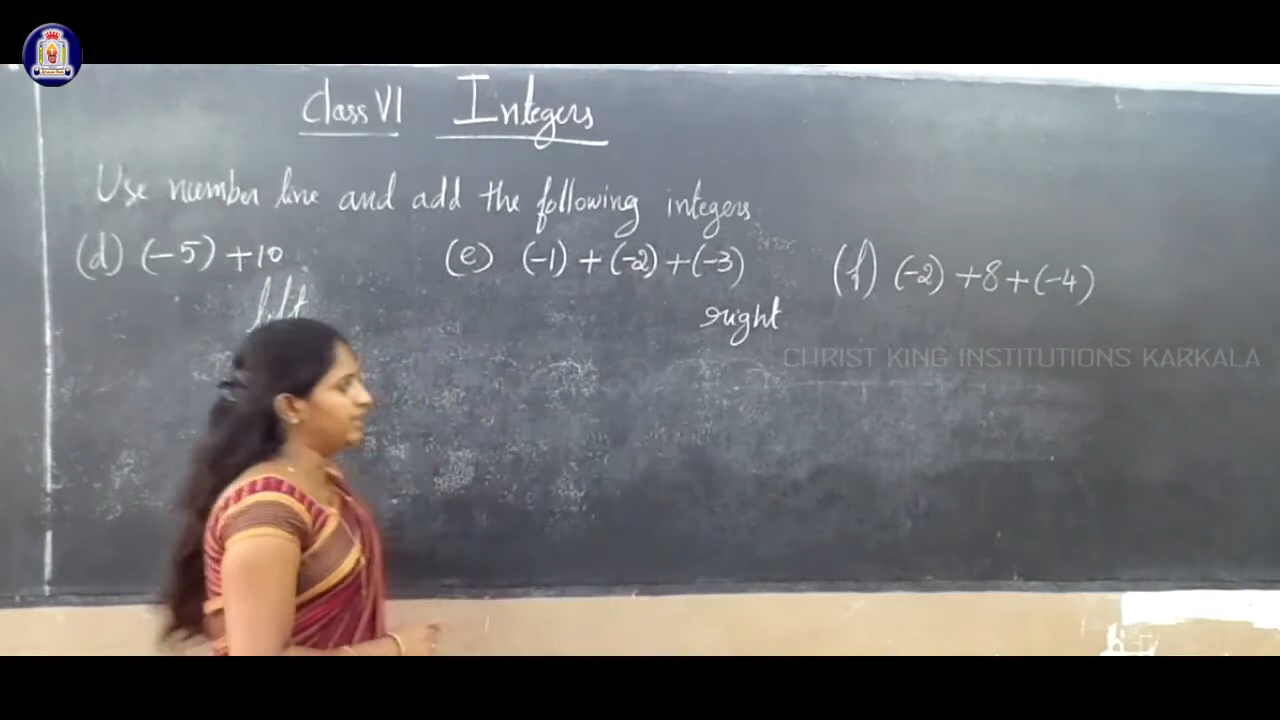 Class VI Integers
Use number line and add the following integers
(d) (-5) +10 (e) (-1) + (-2) + (-3) (f) (-2) +8+(-4)
left right
CHRIST KING INSTITUTIONS KARKALA